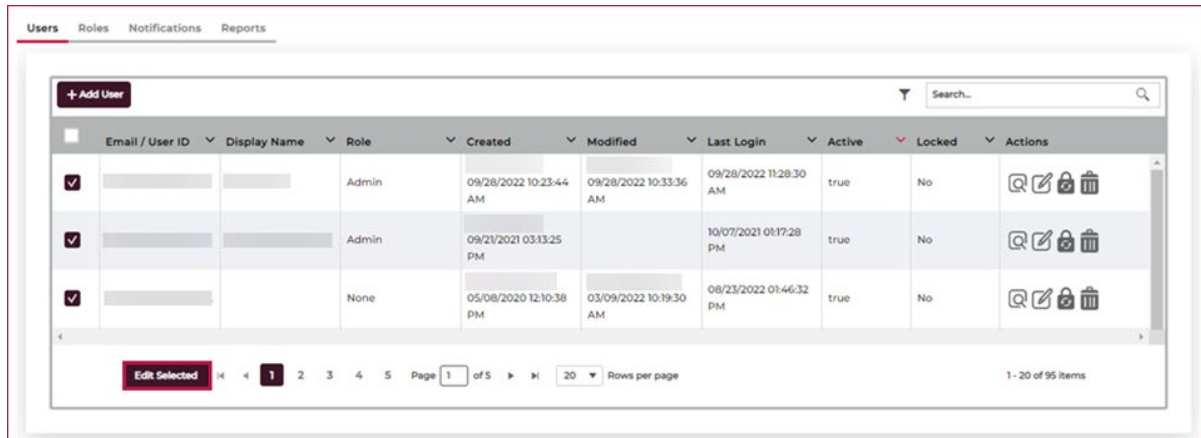 Users Roles Notifications Reports
+ Add User Search...
Email / User ID Display Name Role Created Modified Last Login Active Locked Actions
Admin 09/28/2022 10:23:44 AM 09/28/2022 10:33:36 AM 09/28/2022 11:28:30 AM true No
Admin 09/21/2021 03:13:25 PM 10/07/2021 01:17:28 PM true No
None 05/08/2020 12:10:38 PM 03/09/2022 10:19:30 AM 08/23/2022 01:46:32 PM true No
Edit Selected 1 2 3 4 5 Page 1 of 5 20 Rows per page 1 - 20 of 95 items